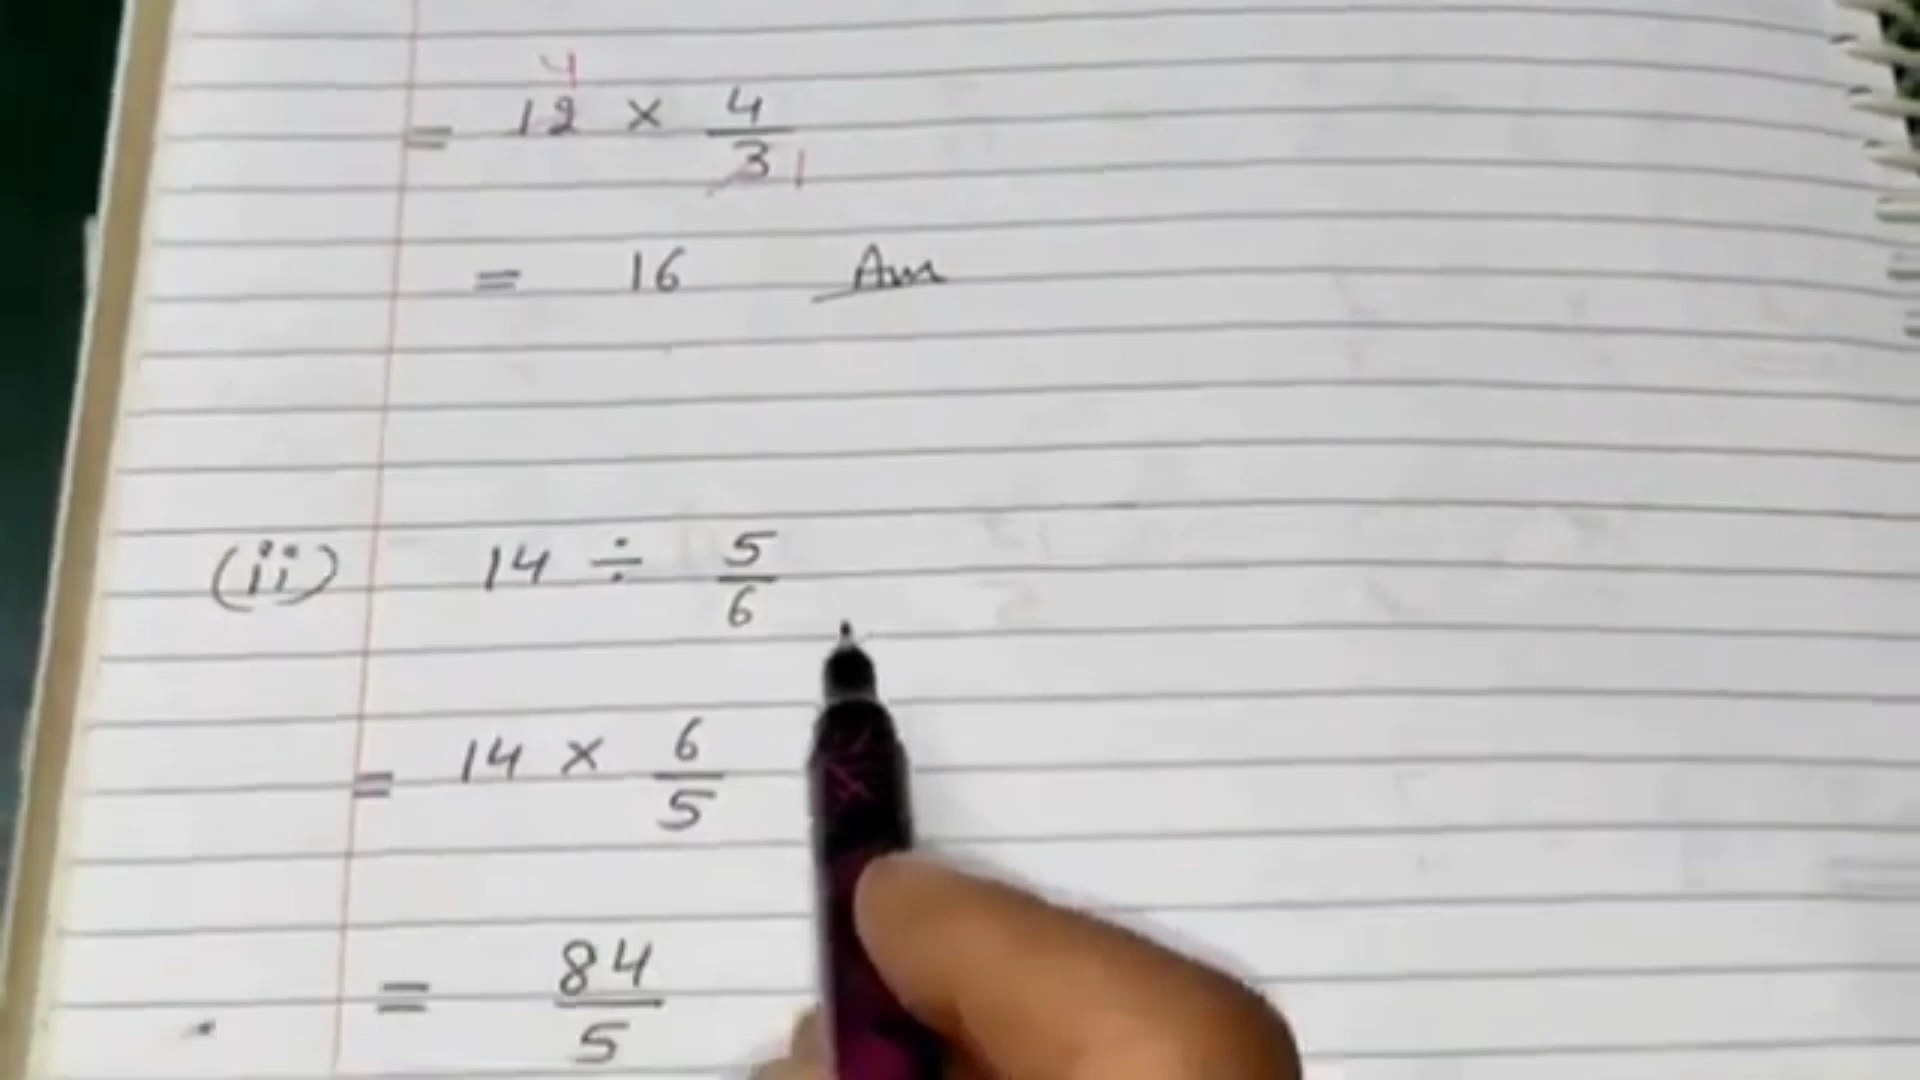 4
= 12 × 4/3 1
= 16 Ans
(ii) 14 ÷ 5/6
= 14 × 6/5
= 84/5